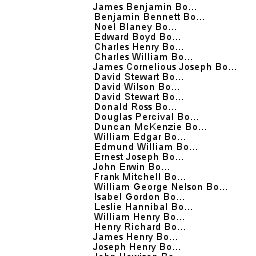 James Benjamin Bo...
Benjamin Bennett Bo...
Noel Blaney Bo...
Edward Boyd Bo...
Charles Henry Bo...
Charles William Bo...
James Cornelious Joseph Bo...
David Stewart Bo...
David Wilson Bo...
David Stewart Bo...
Donald Ross Bo...
Douglas Percival Bo...
Duncan McKenzie Bo...
William Edgar Bo...
Edmund William Bo...
Ernest Joseph Bo...
John Erwin Bo...
Frank Mitchell Bo...
William George Nelson Bo...
Isabel Gordon Bo...
Leslie Hannibal Bo...
William Henry Bo...
Henry Richard Bo...
James Henry Bo...
Joseph Henry Bo...